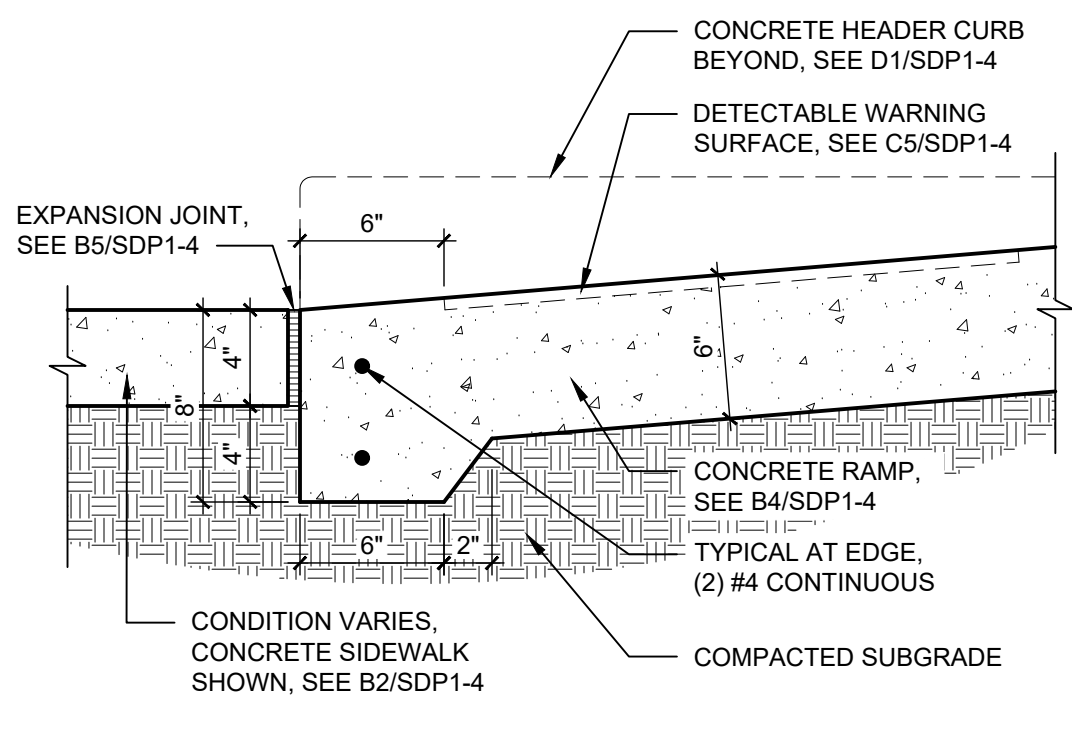 CONCRETE HEADER CURB
BEYOND, SEE D1/SDP1-4
DETECTABLE WARNING
SURFACE, SEE C5/SDP1-4
EXPANSION JOINT,
SEE B5/SDP1-4
6"
4"
8"
4"
6"
6"
2"
CONCRETE RAMP,
SEE B4/SDP1-4
TYPICAL AT EDGE,
(2) #4 CONTINUOUS
COMPACTED SUBGRADE
CONDITION VARIES,
CONCRETE SIDEWALK
SHOWN, SEE B2/SDP1-4